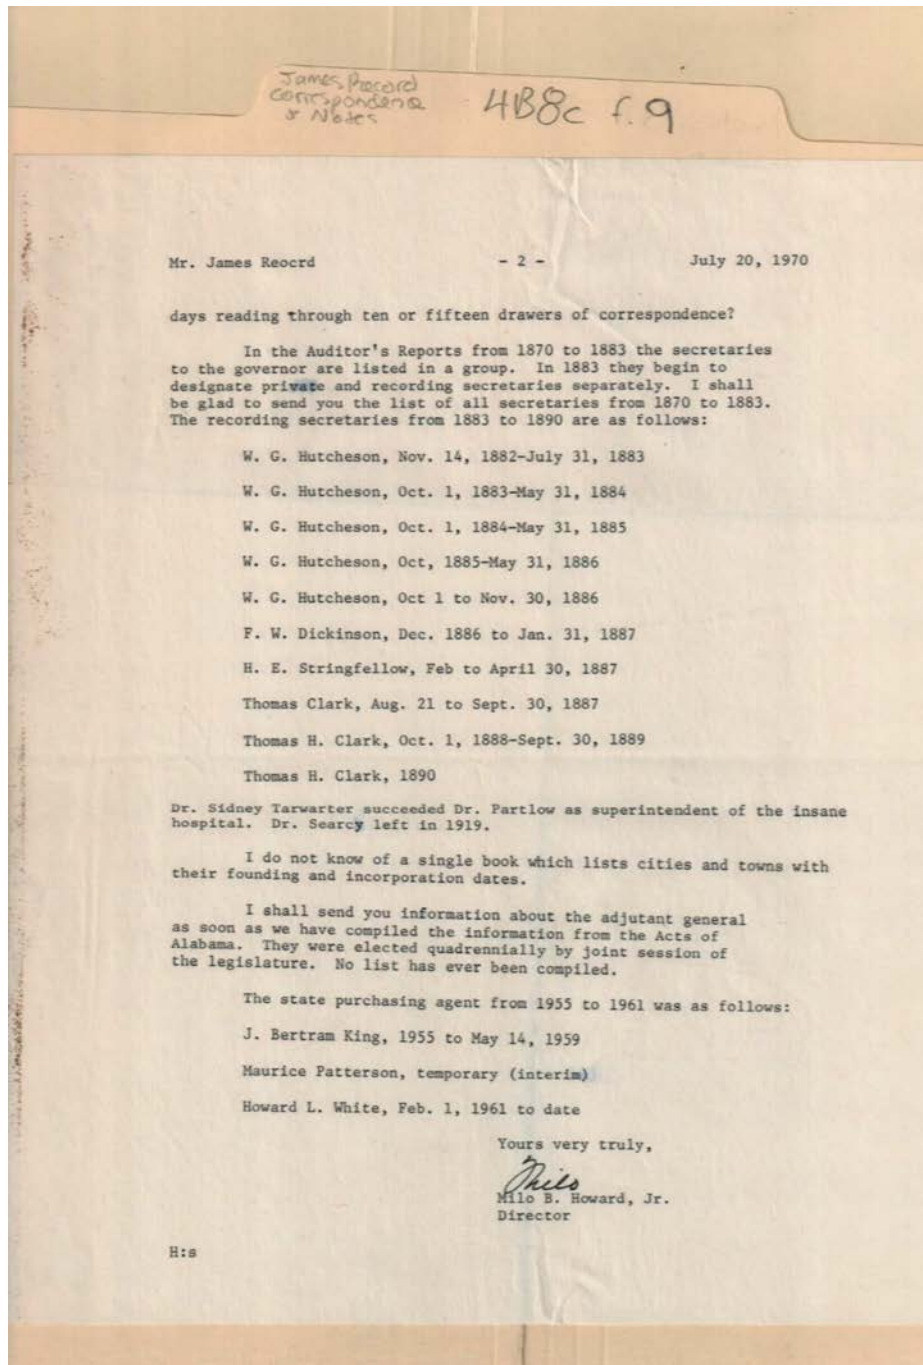 James Record
Correspondence
& Notes
4B8c f.9
Mr. James Reocrd - 2 - July 20, 1970
days reading through ten or fifteen drawers of correspondence?
In the Auditor's Reports from 1870 to 1883 the secretaries
to the governor are listed in a group. In 1883 they begin to
designate private and recording secretaries separately. I shall
be glad to send you the list of all secretaries from 1870 to 1883.
The recording secretaries from 1883 to 1890 are as follows:
W. G. Hutcheson, Nov. 14, 1882-July 31, 1883
W. G. Hutcheson, Oct. 1, 1883-May 31, 1884
W. G. Hutcheson, Oct. 1, 1884-May 31, 1885
W. G. Hutcheson, Oct, 1885-May 31, 1886
W. G. Hutcheson, Oct 1 to Nov. 30, 1886
F. W. Dickinson, Dec. 1886 to Jan. 31, 1887
H. E. Stringfellow, Feb to April 30, 1887
Thomas Clark, Aug. 21 to Sept. 30, 1887
Thomas H. Clark, Oct. 1, 1888-Sept. 30, 1889
Thomas H. Clark, 1890
Dr. Sidney Tarwarter succeeded Dr. Partlow as superintendent of the insane
hospital. Dr. Searcy left in 1919.
I do not know of a single book which lists cities and towns with
their founding and incorporation dates.
I shall send you information about the adjutant general
as soon as we have compiled the information from the Acts of
Alabama. They were elected quadrennially by joint session of
the legislature. No list has ever been compiled.
The state purchasing agent from 1955 to 1961 was as follows:
J. Bertram King, 1955 to May 14, 1959
Maurice Patterson, temporary (interim)
Howard L. White, Feb. 1, 1961 to date
Yours very truly,
Milo
Milo B. Howard, Jr.
Director
H:s